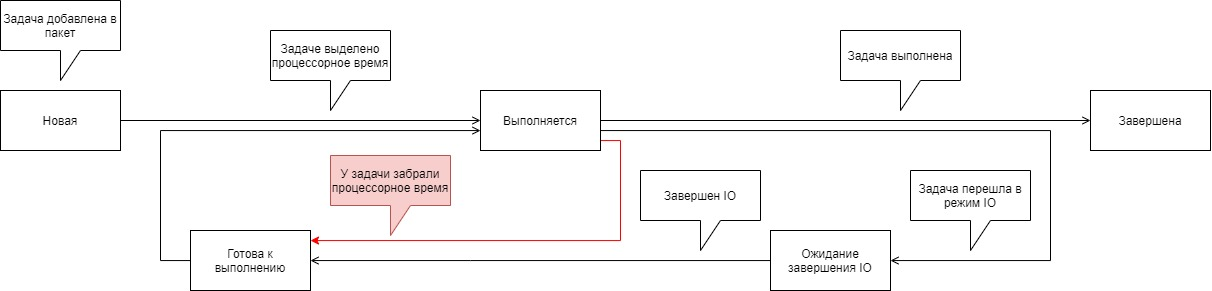 Задача добавлена в
пакет
Задаче выделено
процессорное время
Задача выполнена
Новая
Выполняется
Завершена
У задачи забрали
процессорное время
Завершен IO
Задача перешла в
режим IO
Готова к
выполнению
Ожидание
завершения IO